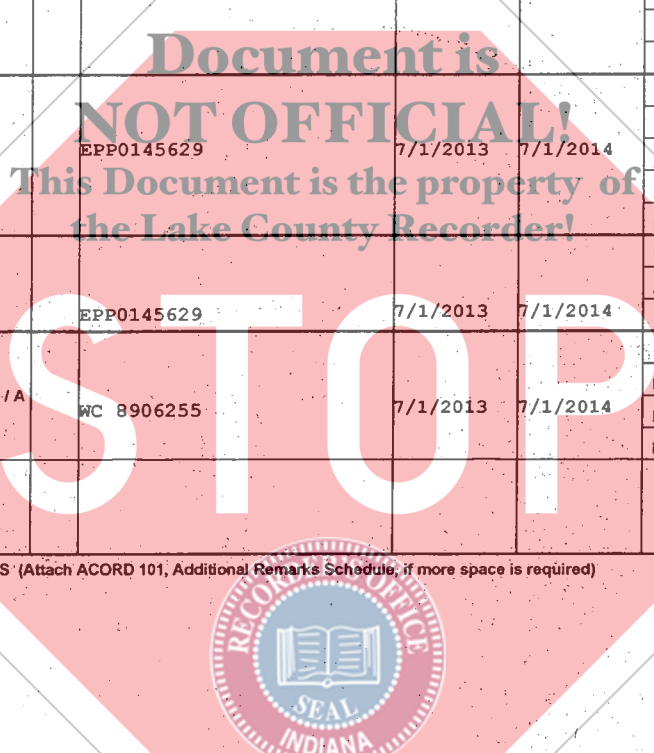 Document is
NOT OFFICIAL!
EPP0145629 7/1/2013 7/1/2014
This Document is the property of
the Lake County Recorder!
EPP0145629 7/1/2013 7/1/2014
STOP
/ A
WC 8906255 7/1/2013 7/1/2014
S (Attach ACORD 101, Additional Remarks Schedule, if more space is required)
RECORDER'S OFFICE
SEAL
INDIANA